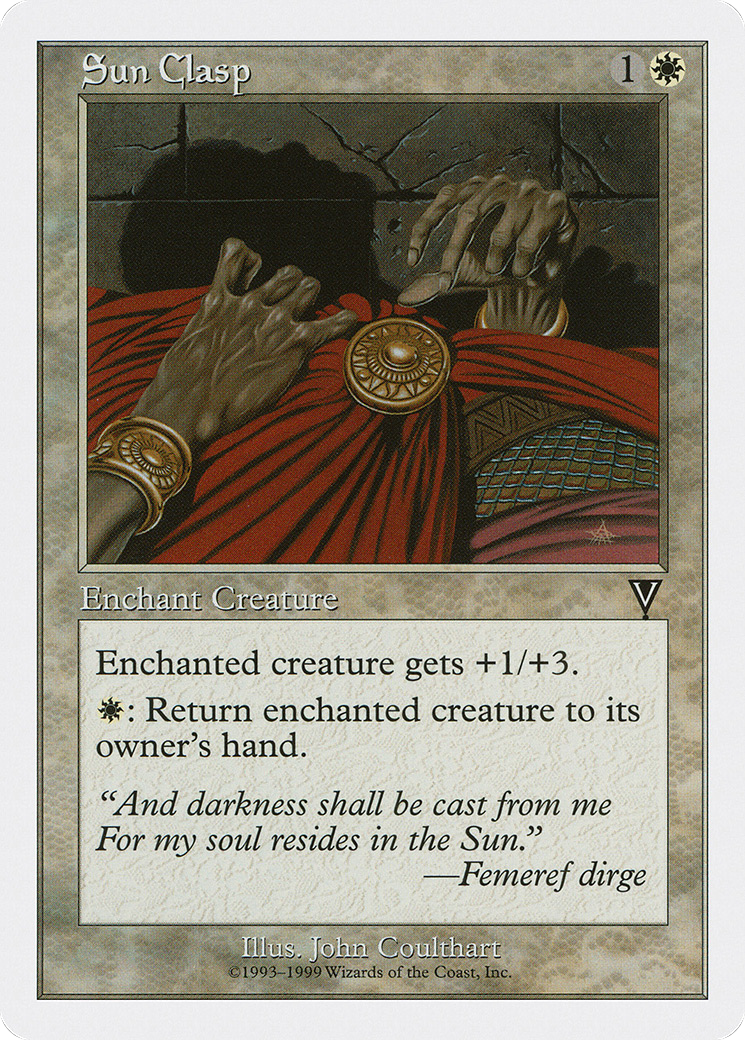 Sun Clasp 1
Enchant Creature V
Enchanted creature gets +1/+3.
: Return enchanted creature to its
owner's hand.
“And darkness shall be cast from me
For my soul resides in the Sun.”
—Femeref dirge
Illus. John Coulthart
©1993–1999 Wizards of the Coast, Inc.